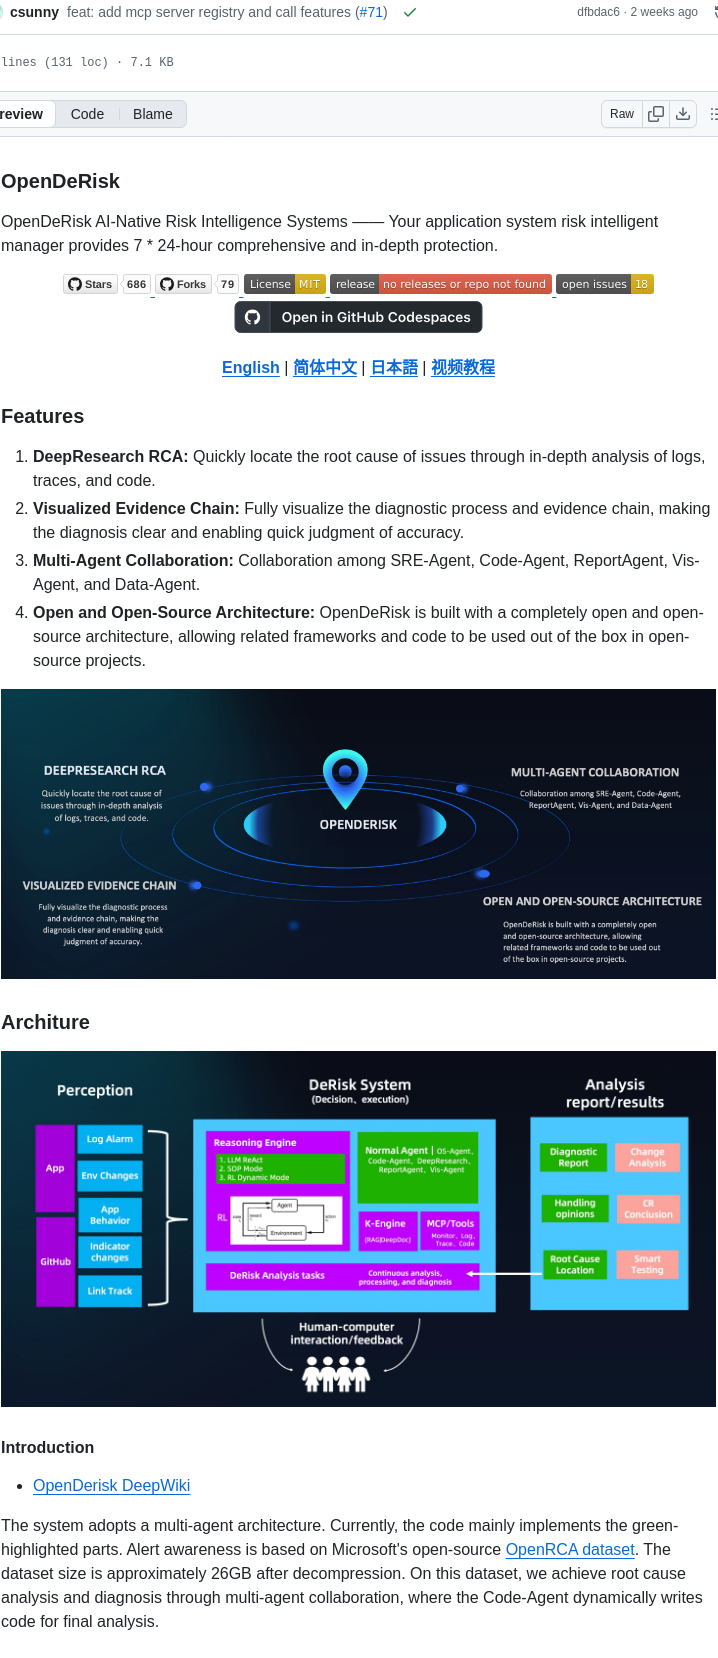 csunny feat: add mcp server registry and call features (#71) dfbdac6 · 2 weeks ago
lines (131 loc) · 7.1 KB
review Code Blame Raw
OpenDeRisk
OpenDeRisk AI-Native Risk Intelligence Systems —— Your application system risk intelligent
manager provides 7 * 24-hour comprehensive and in-depth protection.
Stars 686 Forks 79 License MIT release no releases or repo not found open issues 18
Open in GitHub Codespaces
English | 简体中文 | 日本語 | 视频教程
Features
1. DeepResearch RCA: Quickly locate the root cause of issues through in-depth analysis of logs,
traces, and code.
2. Visualized Evidence Chain: Fully visualize the diagnostic process and evidence chain, making
the diagnosis clear and enabling quick judgment of accuracy.
3. Multi-Agent Collaboration: Collaboration among SRE-Agent, Code-Agent, ReportAgent, Vis-
Agent, and Data-Agent.
4. Open and Open-Source Architecture: OpenDeRisk is built with a completely open and open-
source architecture, allowing related frameworks and code to be used out of the box in open-
source projects.
DEEPRESEARCH RCA
Quickly locate the root cause of
issues through in-depth analysis
of logs, traces, and code.
MULTI-AGENT COLLABORATION
Collaboration among SRE-Agent, Code-Agent,
ReportAgent, Vis-Agent, and Data-Agent
OPENDERISK
VISUALIZED EVIDENCE CHAIN
Fully visualize the diagnostic process
and evidence chain, making the
diagnosis clear and enabling quick
judgment of accuracy.
OPEN AND OPEN-SOURCE ARCHITECTURE
OpenDeRisk is built with a completely open
and open-source architecture, allowing
related frameworks and code to be used out
of the box in open-source projects.
Architure
Perception
App
GitHub
Log Alarm
Env Changes
App
Behavior
Indicator
changes
Link Track
DeRisk System
(Decision、execution)
Reasoning Engine
1. LLM ReAct
2. SOP Mode
3. RL Dynamic Mode
RL
Agent
Environment
Normal Agent | OS-Agent、
Code-Agent、DeepResearch、
ReportAgent、Vis-Agent
K-Engine
(RAG|DeepDoc)
MCP/Tools
Monitor、Log、
Trace、Code
DeRisk Analysis tasks
Continuous analysis,
processing, and diagnosis
Human-computer
interaction/feedback
Analysis
report/results
Diagnostic
Report
Change
Analysis
Handling
opinions
CR
Conclusion
Root Cause
Location
Smart
Testing
Introduction
• OpenDerisk DeepWiki
The system adopts a multi-agent architecture. Currently, the code mainly implements the green-
highlighted parts. Alert awareness is based on Microsoft's open-source OpenRCA dataset. The
dataset size is approximately 26GB after decompression. On this dataset, we achieve root cause
analysis and diagnosis through multi-agent collaboration, where the Code-Agent dynamically writes
code for final analysis.